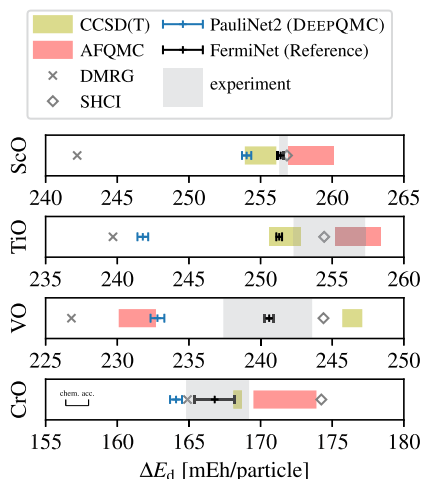 CCSD(T)
AFQMC
DMRG
SHCI
PauliNet2 (DEEPQMC)
FermiNet (Reference)
experiment
ScO
240 245 250 255 260 265
TiO
235 240 245 250 255 260
VO
225 230 235 240 245 250
CrO
chem. acc.
155 160 165 170 175 180
ΔE_d [mEh/particle]